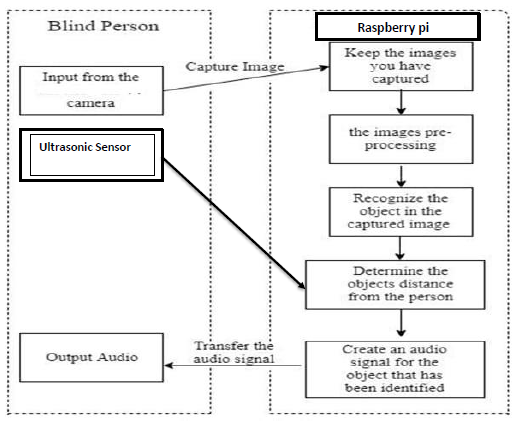 Blind Person
Raspberry pi
Input from the
camera
Capture Image
Keep the images
you have
captured
Ultrasonic Sensor
the images pre-
processing
Recognize the
object in the
captured image
Determine the
objects distance
from the person
Output Audio
Transfer the
audio signal
Create an audio
signal for the
object that has
been identified